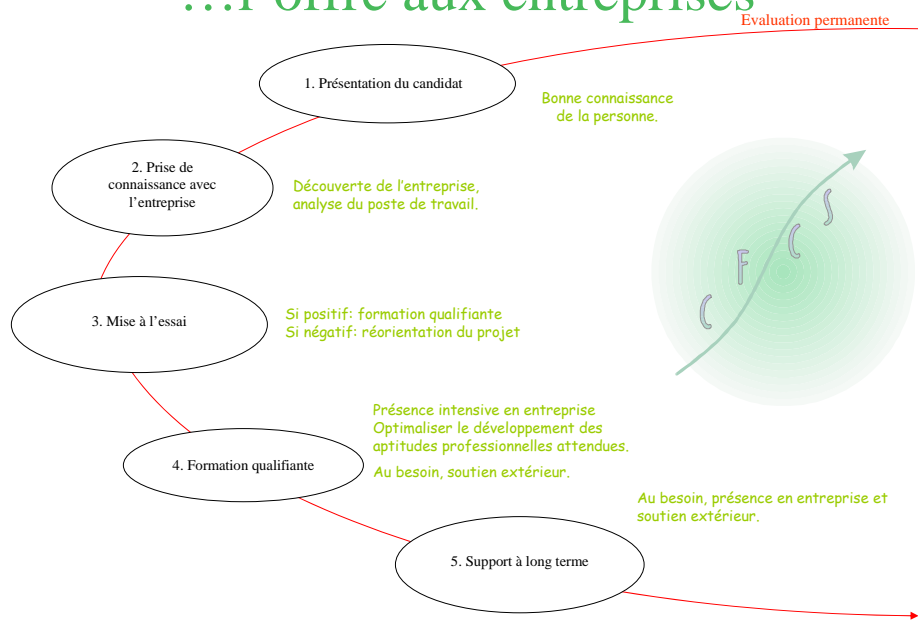 …l'offre aux entreprises
Evaluation permanente
1. Présentation du candidat
Bonne connaissance
de la personne.
2. Prise de
connaissance avec
l'entreprise
Découverte de l'entreprise,
analyse du poste de travail.
C F C S
3. Mise à l'essai
Si positif: formation qualifiante
Si négatif: réorientation du projet
Présence intensive en entreprise
Optimaliser le développement des
aptitudes professionnelles attendues.
Au besoin, soutien extérieur.
4. Formation qualifiante
Au besoin, présence en entreprise et
soutien extérieur.
5. Support à long terme